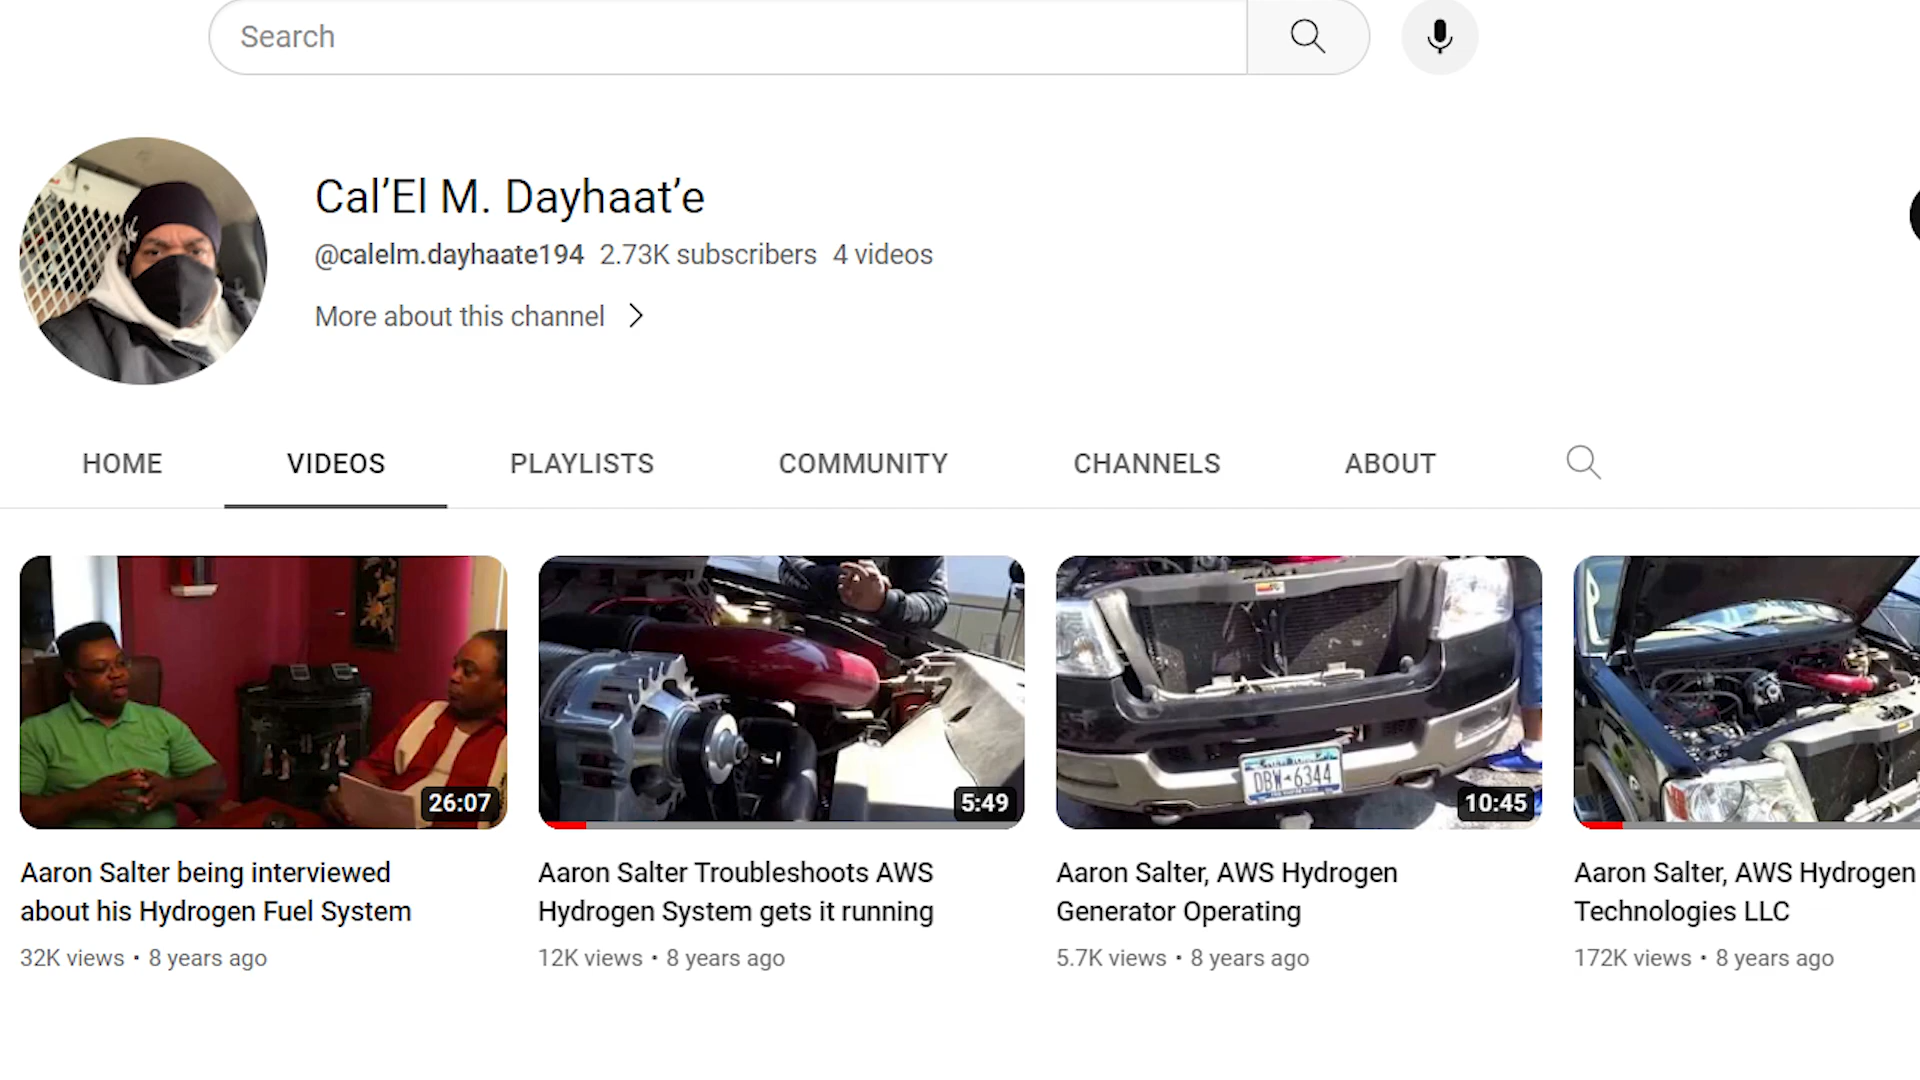 Search
Cal’El M. Dayhaat’e
@calelm.dayhaate194 2.73K subscribers 4 videos
More about this channel
HOME VIDEOS PLAYLISTS COMMUNITY CHANNELS ABOUT
DBW 6344
26:07 5:49 10:45
Aaron Salter being interviewed
about his Hydrogen Fuel System
32K views • 8 years ago
Aaron Salter Troubleshoots AWS
Hydrogen System gets it running
12K views • 8 years ago
Aaron Salter, AWS Hydrogen
Generator Operating
5.7K views • 8 years ago
Aaron Salter, AWS Hydrogen
Technologies LLC
172K views • 8 years ago